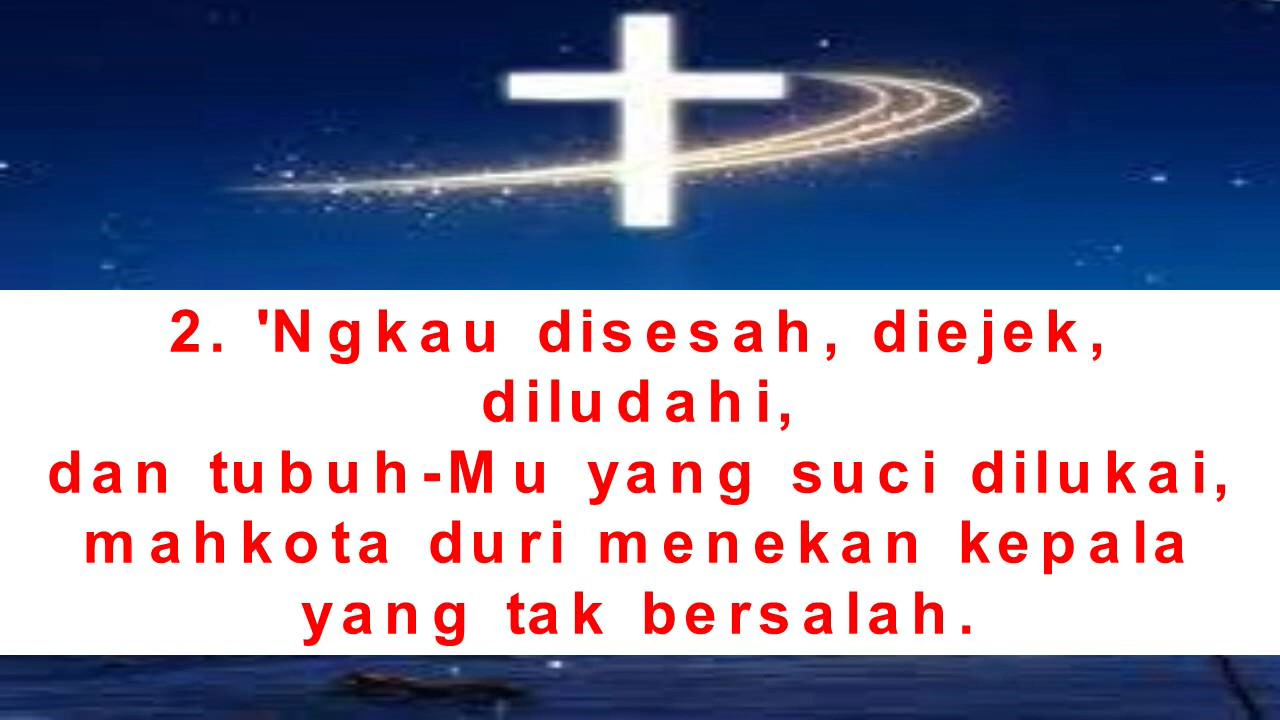 2. 'Ngkau disesah, diejek,
diludahi,
dan tubuh-Mu yang suci dilukai,
mahkota duri menekan kepala
yang tak bersalah.